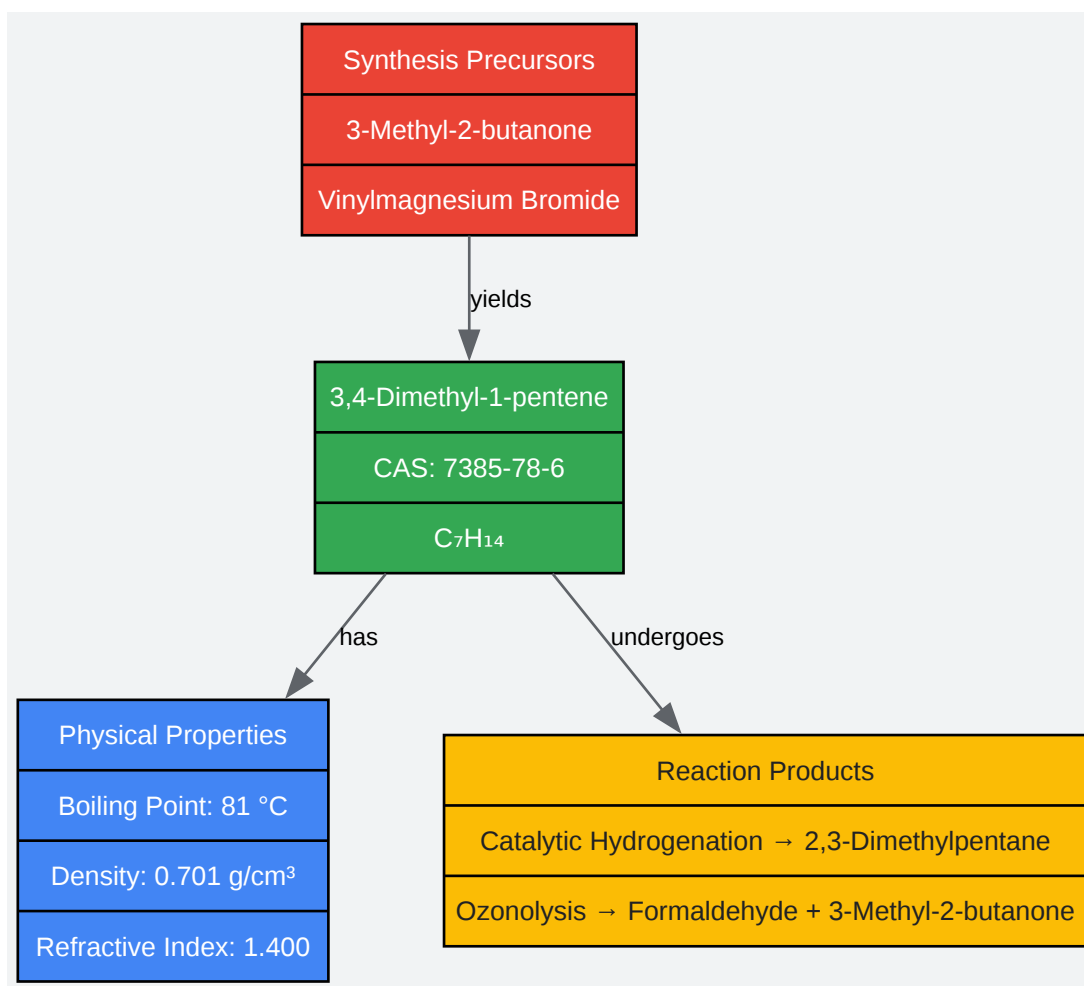 Synthesis Precursors
3-Methyl-2-butanone
Vinylmagnesium Bromide
yields
3,4-Dimethyl-1-pentene
CAS: 7385-78-6
C₇H₁₄
has
undergoes
Physical Properties
Boiling Point: 81 °C
Density: 0.701 g/cm³
Refractive Index: 1.400
Reaction Products
Catalytic Hydrogenation → 2,3-Dimethylpentane
Ozonolysis → Formaldehyde + 3-Methyl-2-butanone